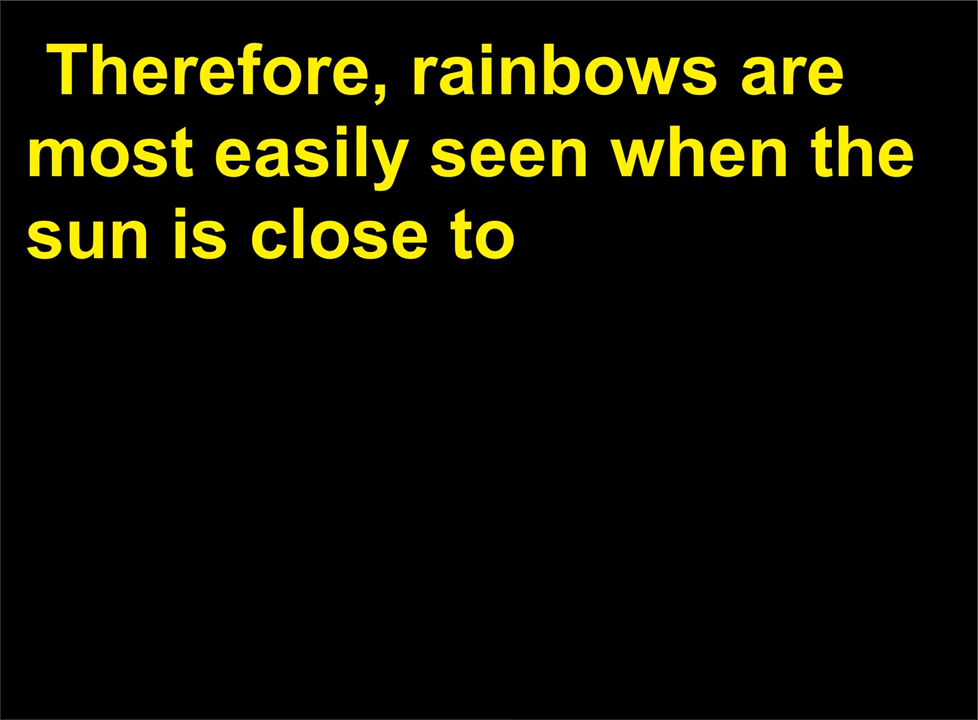 Therefore, rainbows are
most easily seen when the
sun is close to